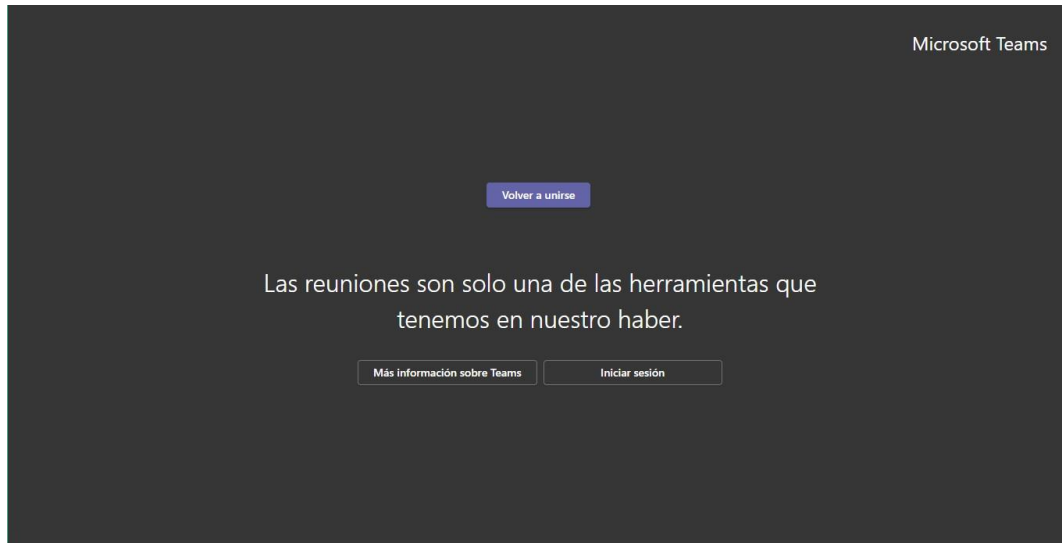 Microsoft Teams
Volver a unirse
Las reuniones son solo una de las herramientas que
tenemos en nuestro haber.
Más información sobre Teams
Iniciar sesión